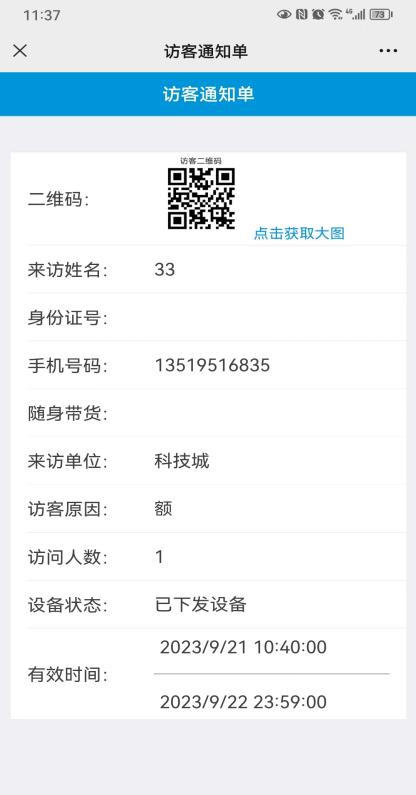 11:37
4G
73
访客通知单
访客通知单
访客二维码
二维码:
点击获取大图
来访姓名: 33
身份证号:
手机号码: 13519516835
随身带货:
来访单位: 科技城
访客原因: 额
访问人数: 1
设备状态: 已下发设备
2023/9/21 10:40:00
有效时间:
2023/9/22 23:59:00